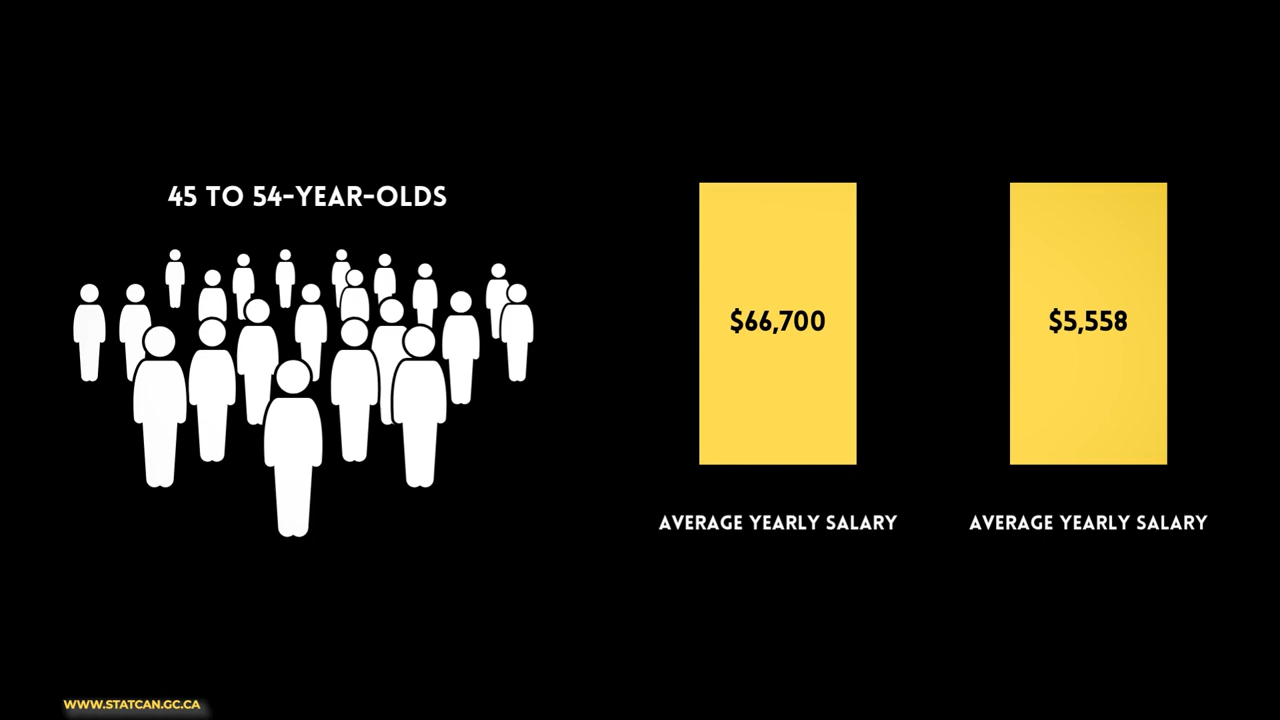 45 TO 54-YEAR-OLDS
$66,700
$5,558
AVERAGE YEARLY SALARY
AVERAGE YEARLY SALARY
WWW.STATCAN.GC.CA